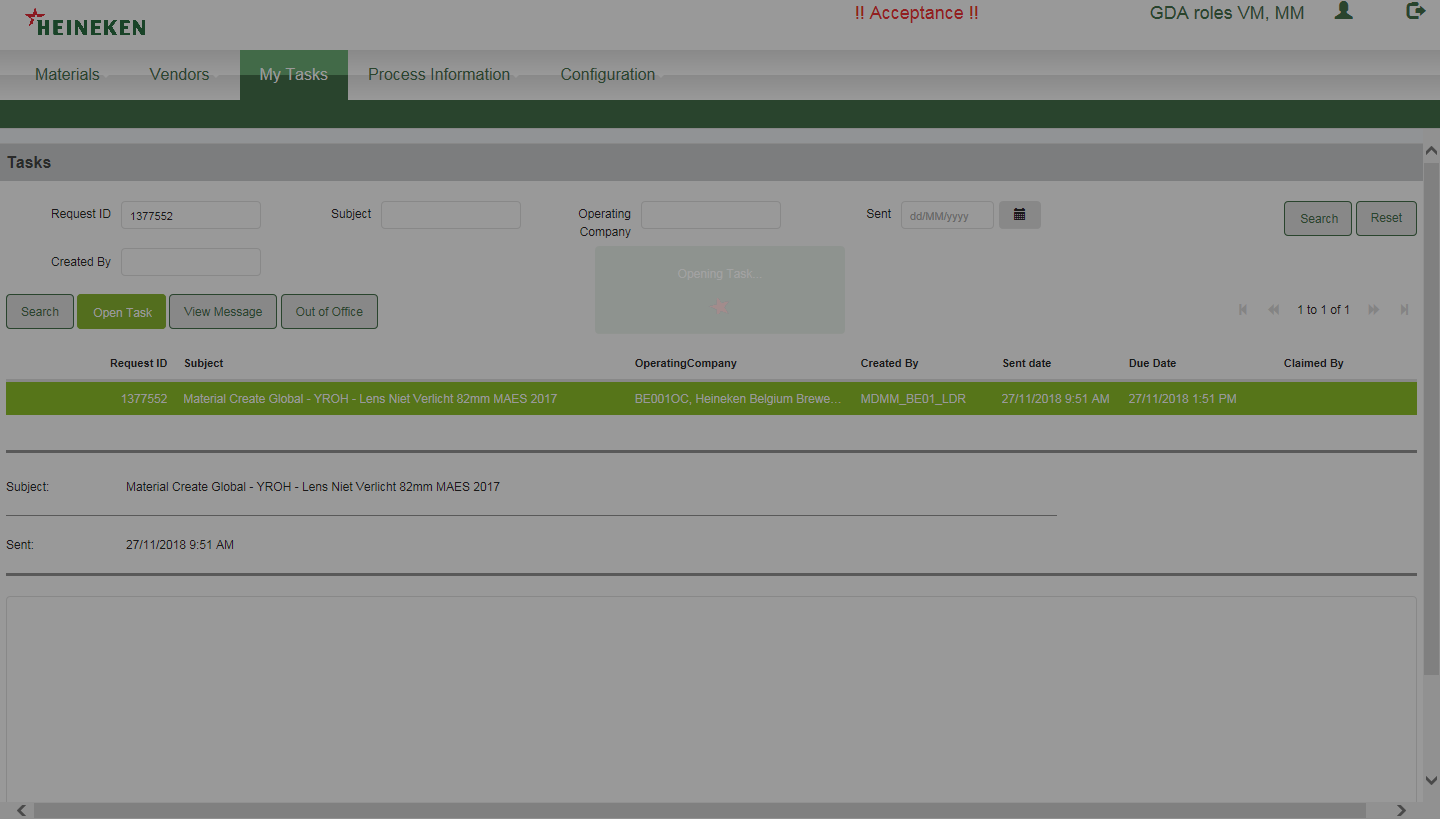 HEINEKEN
!! Acceptance !!
GDA roles VM, MM
Materials
Vendors
My Tasks
Process Information
Configuration
Tasks
Request ID
1377552
Subject
Operating
Company
Sent
dd/MM/yyyy
Search
Reset
Created By
Opening Task...
Search
Open Task
View Message
Out of Office
1 to 1 of 1
Request ID
Subject
OperatingCompany
Created By
Sent date
Due Date
Claimed By
1377552
Material Create Global - YROH - Lens Niet Verlicht 82mm MAES 2017
BE001OC, Heineken Belgium Brewe...
MDMM_BE01_LDR
27/11/2018 9:51 AM
27/11/2018 1:51 PM
Subject:
Material Create Global - YROH - Lens Niet Verlicht 82mm MAES 2017
Sent:
27/11/2018 9:51 AM